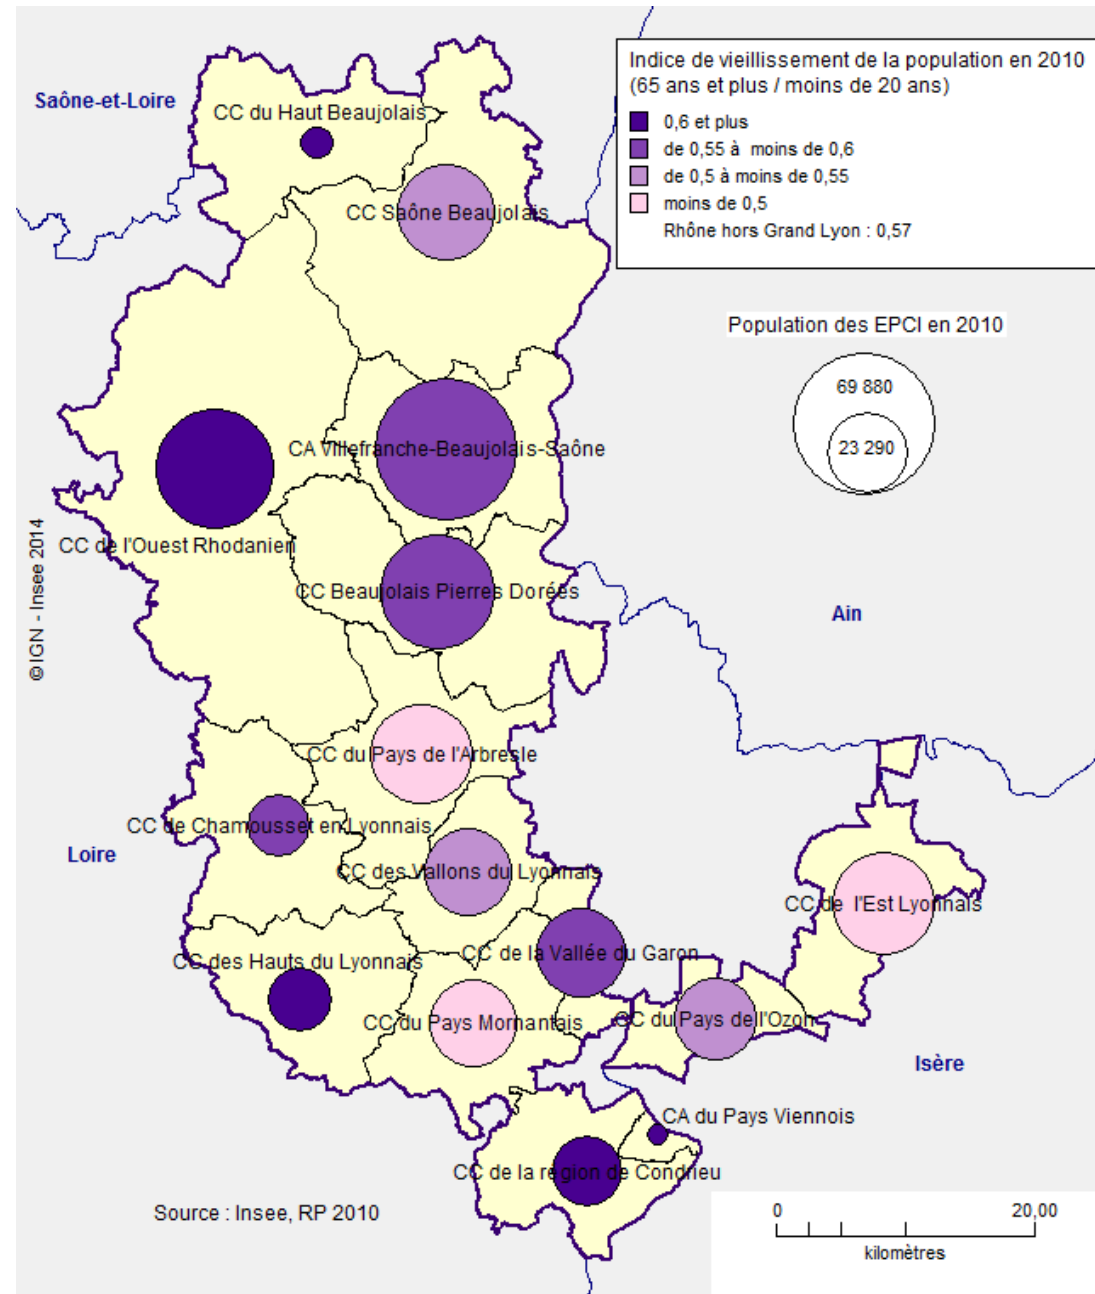 Indice de vieillissement de la population en 2010
(65 ans et plus / moins de 20 ans)
0,6 et plus
de 0,55 à moins de 0,6
de 0,5 à moins de 0,55
moins de 0,5
Rhône hors Grand Lyon : 0,57
Saône-et-Loire
CC du Haut Beaujolais
CC Saône Beaujolais
Population des EPCI en 2010
69 880
23 290
CA Villefranche-Beaujolais-Saône
CC de l'Ouest Rhodanien
CC Beaujolais Pierres Dorées
Ain
© IGN - Insee 2014
CC du Pays de l'Arbresle
CC de Chamousset en Lyonnais
Loire
CC des Vallons du Lyonnais
CC de l'Est Lyonnais
CC de la Vallée du Garon
CC des Hauts du Lyonnais
CC du Pays Mornantais
CC du Pays de l'Ozon
Isère
CA du Pays Viennois
CC de la région de Condrieu
Source : Insee, RP 2010
0
20,00
kilomètres